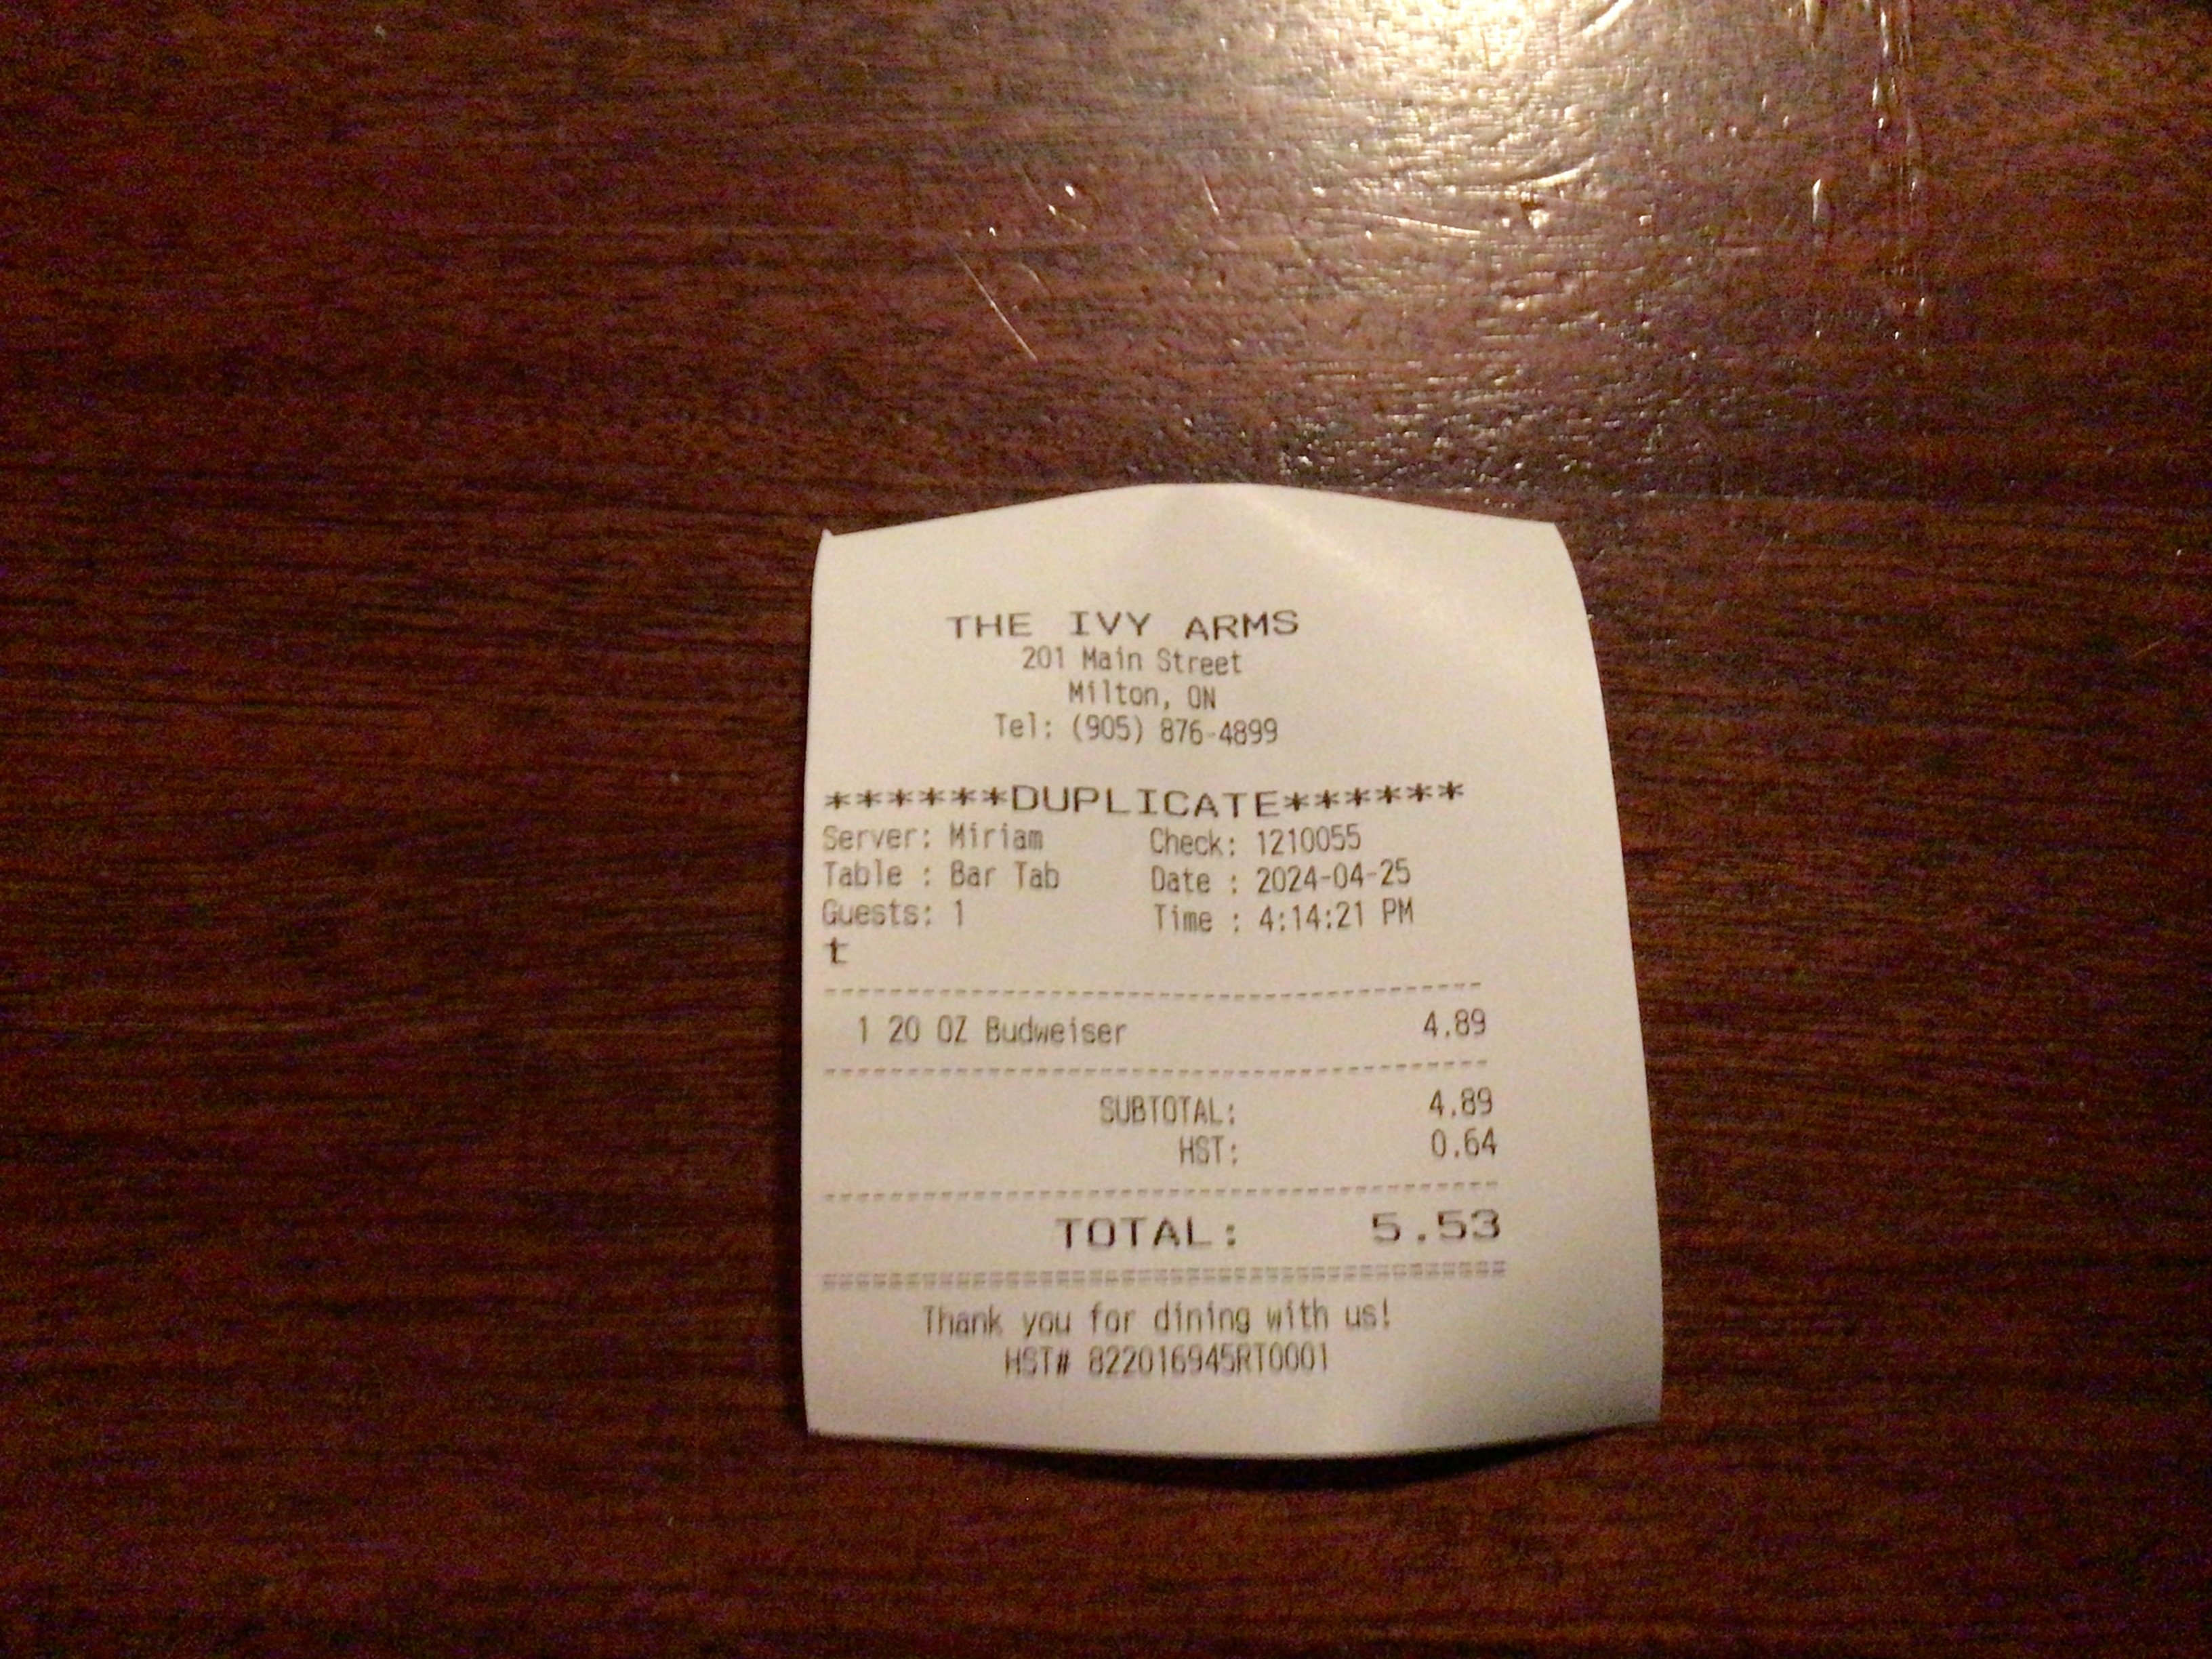 THE IVY ARMS
201 Main Street
Milton, ON
Tel: (905) 876-4899
******DUPLICATE******
Server: Miriam Check: 1210055
Table : Bar Tab Date : 2024-04-25
Guests: 1 Time : 4:14:21 PM
t
----------------------------------------
1 20 OZ Budweiser 4.89
----------------------------------------
SUBTOTAL: 4.89
HST: 0.64
----------------------------------------
TOTAL: 5.53
========================================
Thank you for dining with us!
HST# 822016945RT0001